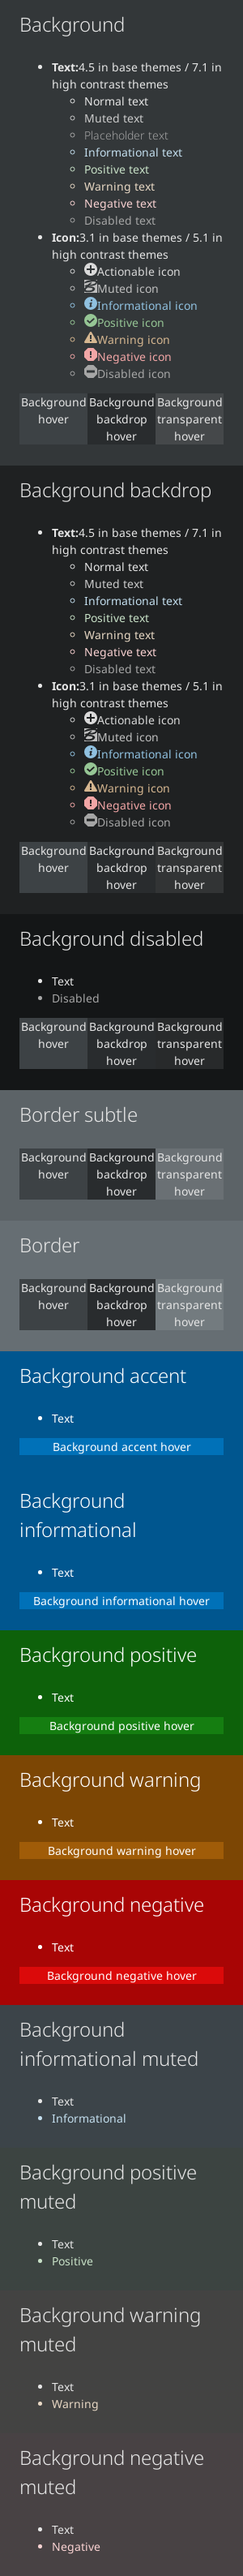 Background
Text:4.5 in base themes / 7.1 in
high contrast themes
Normal text
Muted text
Placeholder text
Informational text
Positive text
Warning text
Negative text
Disabled text
Icon:3.1 in base themes / 5.1 in
high contrast themes
Actionable icon
Muted icon
Informational icon
Positive icon
Warning icon
Negative icon
Disabled icon
Background Background Background
hover backdrop transparent
hover hover
Background backdrop
Text:4.5 in base themes / 7.1 in
high contrast themes
Normal text
Muted text
Informational text
Positive text
Warning text
Negative text
Disabled text
Icon:3.1 in base themes / 5.1 in
high contrast themes
Actionable icon
Muted icon
Informational icon
Positive icon
Warning icon
Negative icon
Disabled icon
Background Background Background
hover backdrop transparent
hover hover
Background disabled
Text
Disabled
Background Background Background
hover backdrop transparent
hover hover
Border subtle
Background Background Background
hover backdrop transparent
hover hover
Border
Background Background Background
hover backdrop transparent
hover hover
Background accent
Text
Background accent hover
Background
informational
Text
Background informational hover
Background positive
Text
Background positive hover
Background warning
Text
Background warning hover
Background negative
Text
Background negative hover
Background
informational muted
Text
Informational
Background positive
muted
Text
Positive
Background warning
muted
Text
Warning
Background negative
muted
Text
Negative